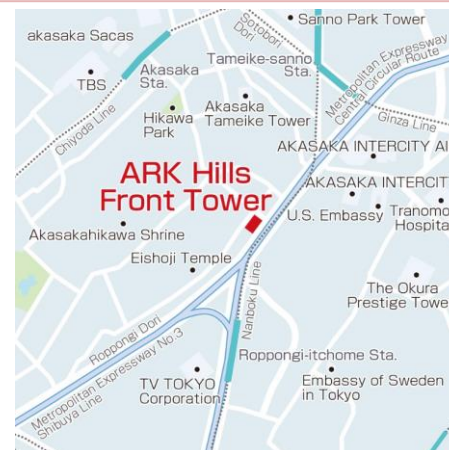 Sanno Park Tower
akasaka Sacas
Sotobori
Dori
Tameike-sanno
Sta.
TBS
Akasaka
Sta.
Metropolitan Expressway
Central Circular Route
Chiyoda Line
Hikawa
Park
Akasaka
Tameike Tower
Ginza Line
AKASAKA INTERCITY AI
ARK Hills
Front Tower
AKASAKA INTERCIT
U.S. Embassy
Tranomo
Hospita
Akasakahikawa Shrine
Eishoji Temple
Nanboku Line
The Okura
Prestige Towe
Roppongi Dori
Metropolitan Expressway No.3
Shibuya Line
Roppongi-itchome Sta.
TV TOKYO
Corporation
Embassy of Sweden
in Tokyo